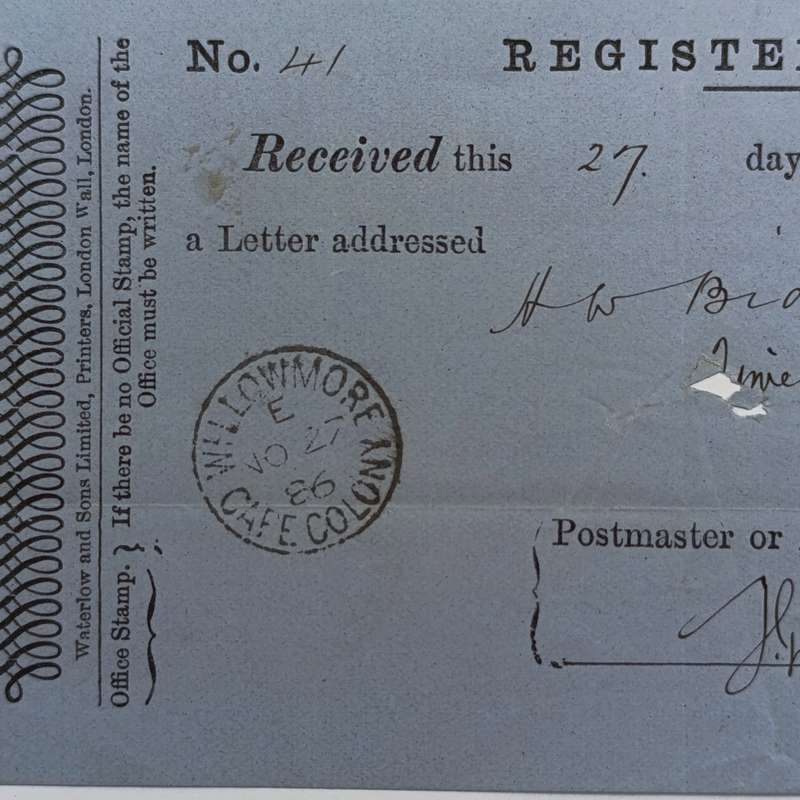 No. 41
REGISTE
Received this 27. day
a Letter addressed
H W
Postmaster or
WILLOWMORE
E
27
86
COLONY
Waterlow and Sons Limited, Printers, London Wall, London.
Office Stamp. } If there be no Official Stamp, the name of the
Office must be written.